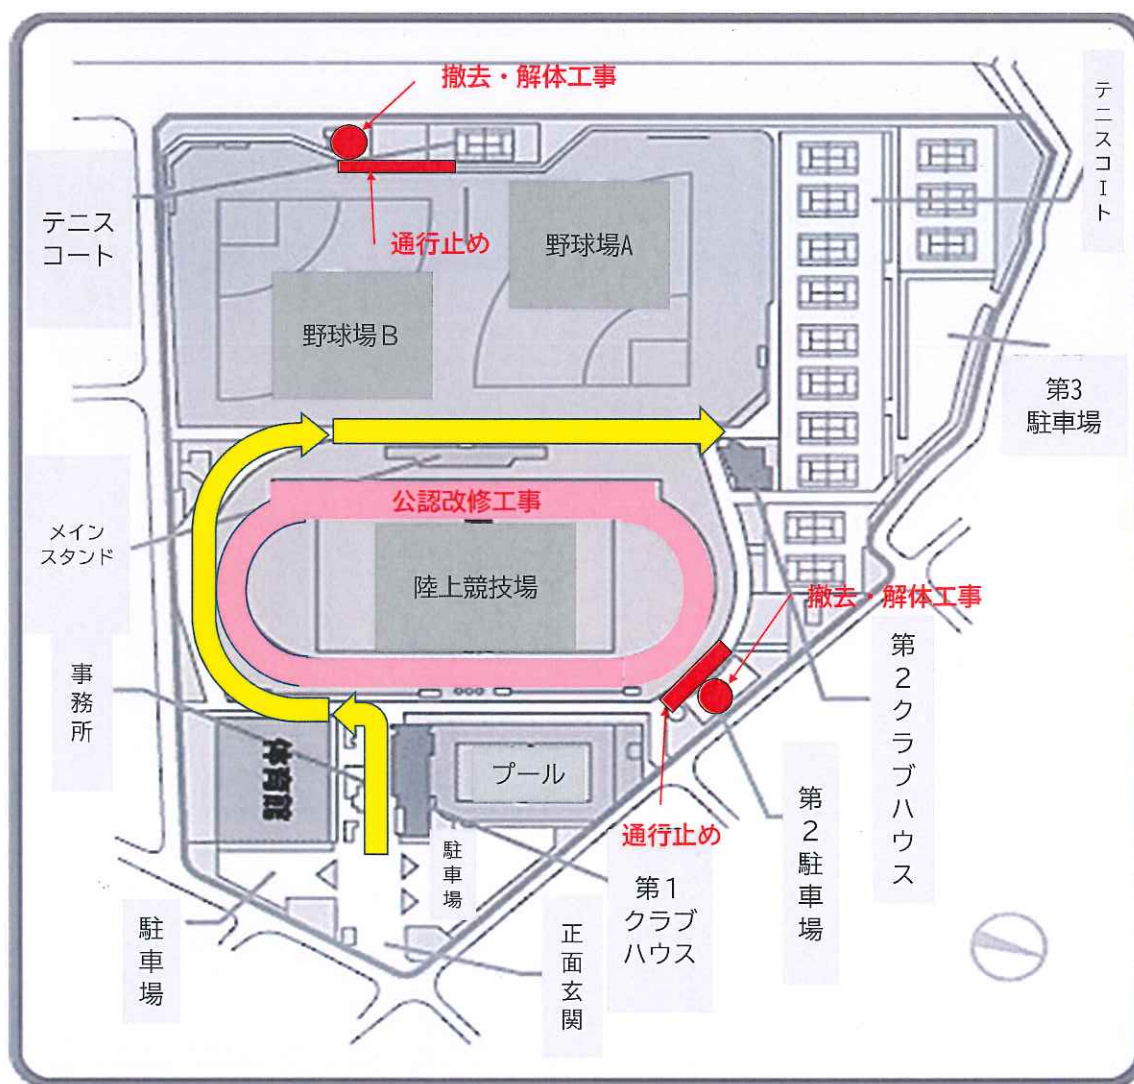 撤去・解体工事
テニスコート
テニス
コート
通行止め
野球場A
野球場B
第3
駐車場
公認改修工事
メイン
スタンド
陸上競技場
撤去・解体工事
事務所
第2クラブハウス
体育館
プール
通行止め
第2駐車場
駐車場
第1
クラブ
ハウス
駐車場
正面玄関